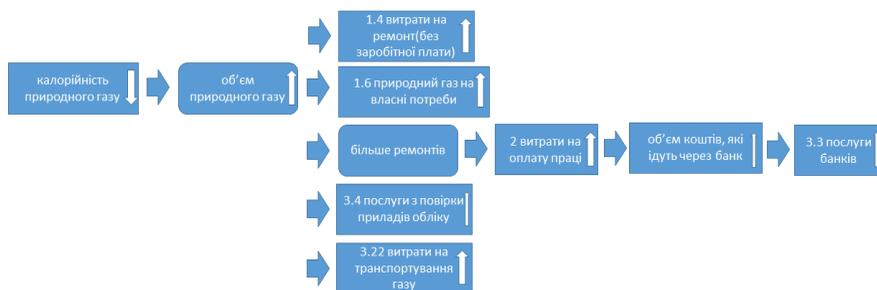 калорійність
природного газу
об’єм
природного газу
1.4 витрати на
ремонт(без
заробітної плати)
1.6 природний газ на
власні потреби
більше ремонтів
2 витрати на
оплату праці
об’єм коштів, які
ідуть через банк
3.3 послуги
банків
3.4 послуги з повірки
приладів обліку
3.22 витрати на
транспортування
газу